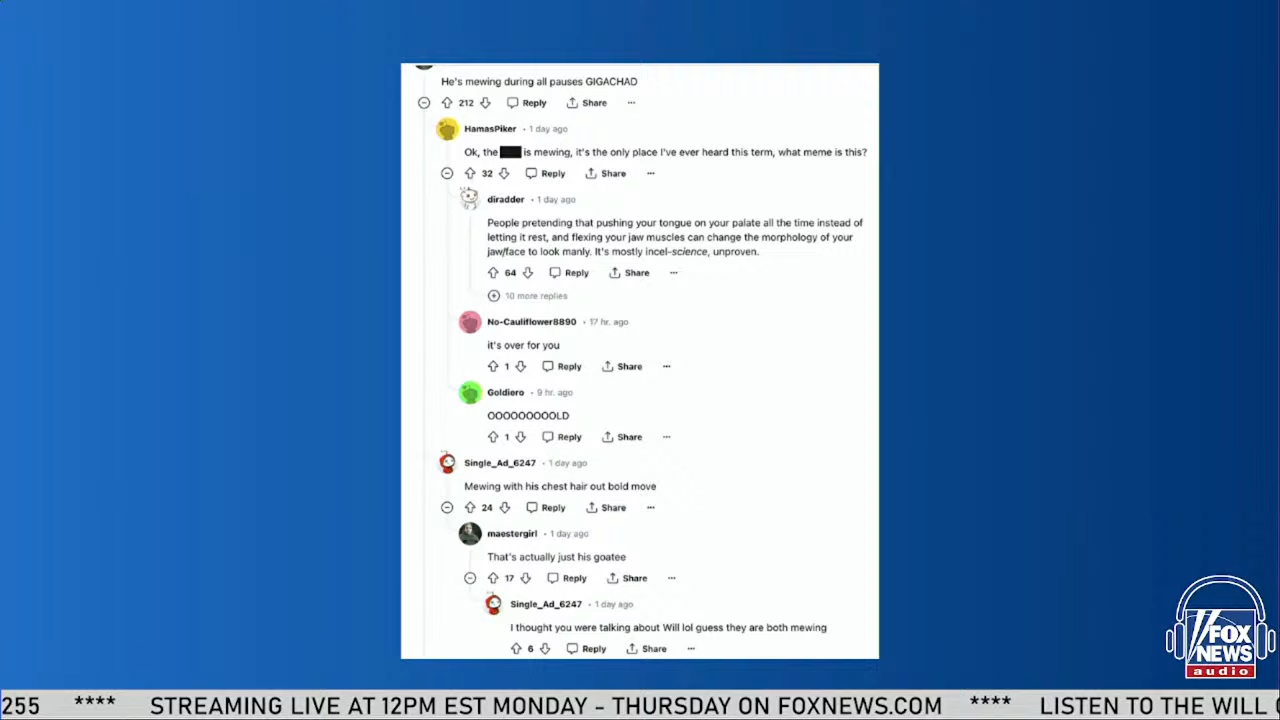 He's mewing during all pauses GIGACHAD
212 Reply Share ...
HamasPiker • 1 day ago
Ok, the is mewing, it's the only place I've ever heard this term, what meme is this?
32 Reply Share ...
diradder • 1 day ago
People pretending that pushing your tongue on your palate all the time instead of
letting it rest, and flexing your jaw muscles can change the morphology of your
jaw/face to look manly. It's mostly incel-science, unproven.
64 Reply Share ...
10 more replies
No-Cauliflower8890 • 17 hr. ago
it's over for you
1 Reply Share ...
Goldiero • 9 hr. ago
OOOOOOOOOLD
1 Reply Share ...
Single_Ad_6247 • 1 day ago
Mewing with his chest hair out bold move
24 Reply Share ...
maestergirl • 1 day ago
That's actually just his goatee
17 Reply Share ...
Single_Ad_6247 • 1 day ago
I thought you were talking about Will lol guess they are both mewing
6 Reply Share ...
FOX
NEWS
audio
255 **** STREAMING LIVE AT 12PM EST MONDAY - THURSDAY ON FOXNEWS.COM **** LISTEN TO THE WILL